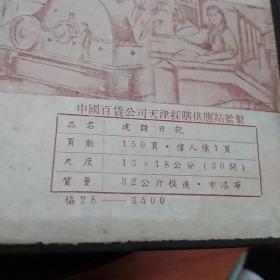 中國百貨公司天津採購供應站監製
品名 建設日記
頁數 150頁·偉人像1頁
尺度 13×18公分(36開)
質量 32公斤模造·中漆布
協25——3500